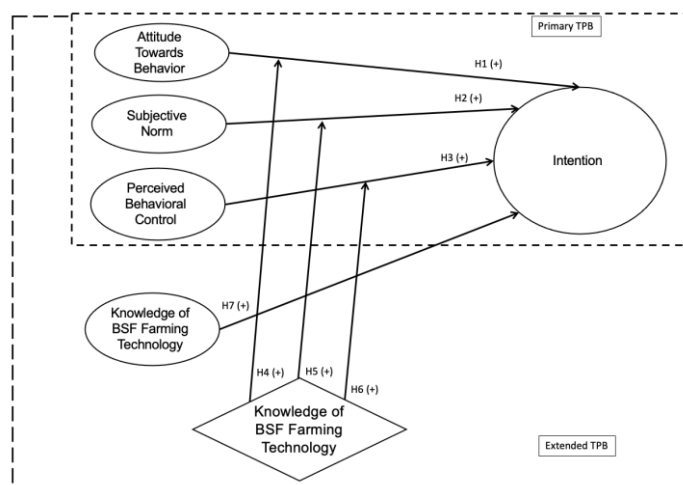 Primary TPB
Attitude
Towards
Behavior
H1 (+)
H2 (+)
Subjective
Norm
H3 (+)
Intention
Perceived
Behavioral
Control
H7 (+)
Knowledge of
BSF Farming
Technology
H4 (+)
H5 (+)
H6 (+)
Knowledge of
BSF Farming
Technology
Extended TPB